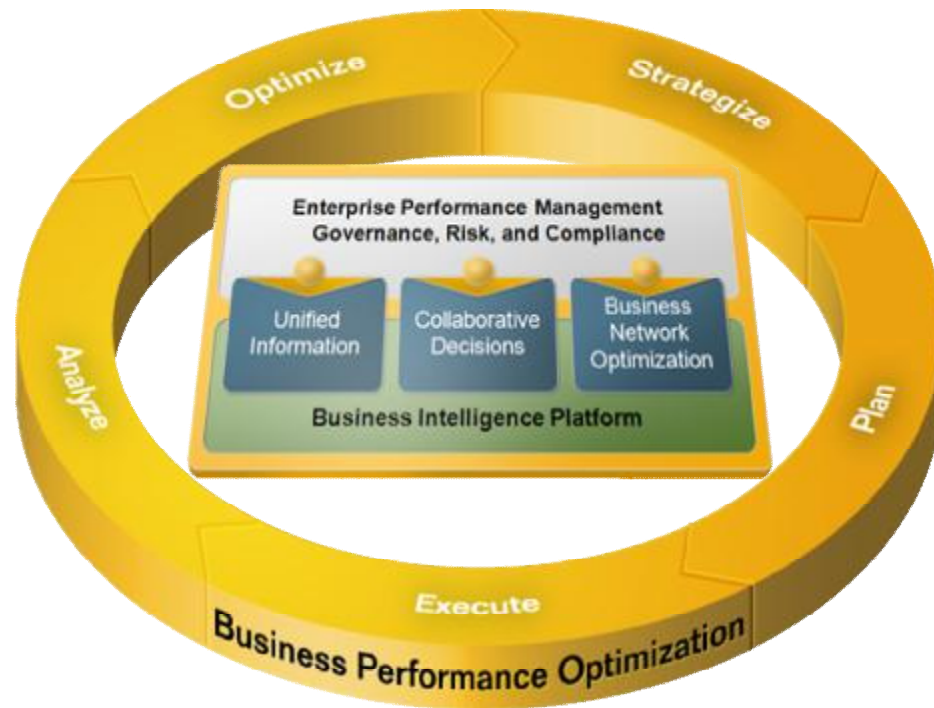 Optimize
Strategize
Enterprise Performance Management
Governance, Risk, and Compliance
Unified
Information
Collaborative
Decisions
Business
Network
Optimization
Business Intelligence Platform
Analyze
Plan
Execute
Business Performance Optimization